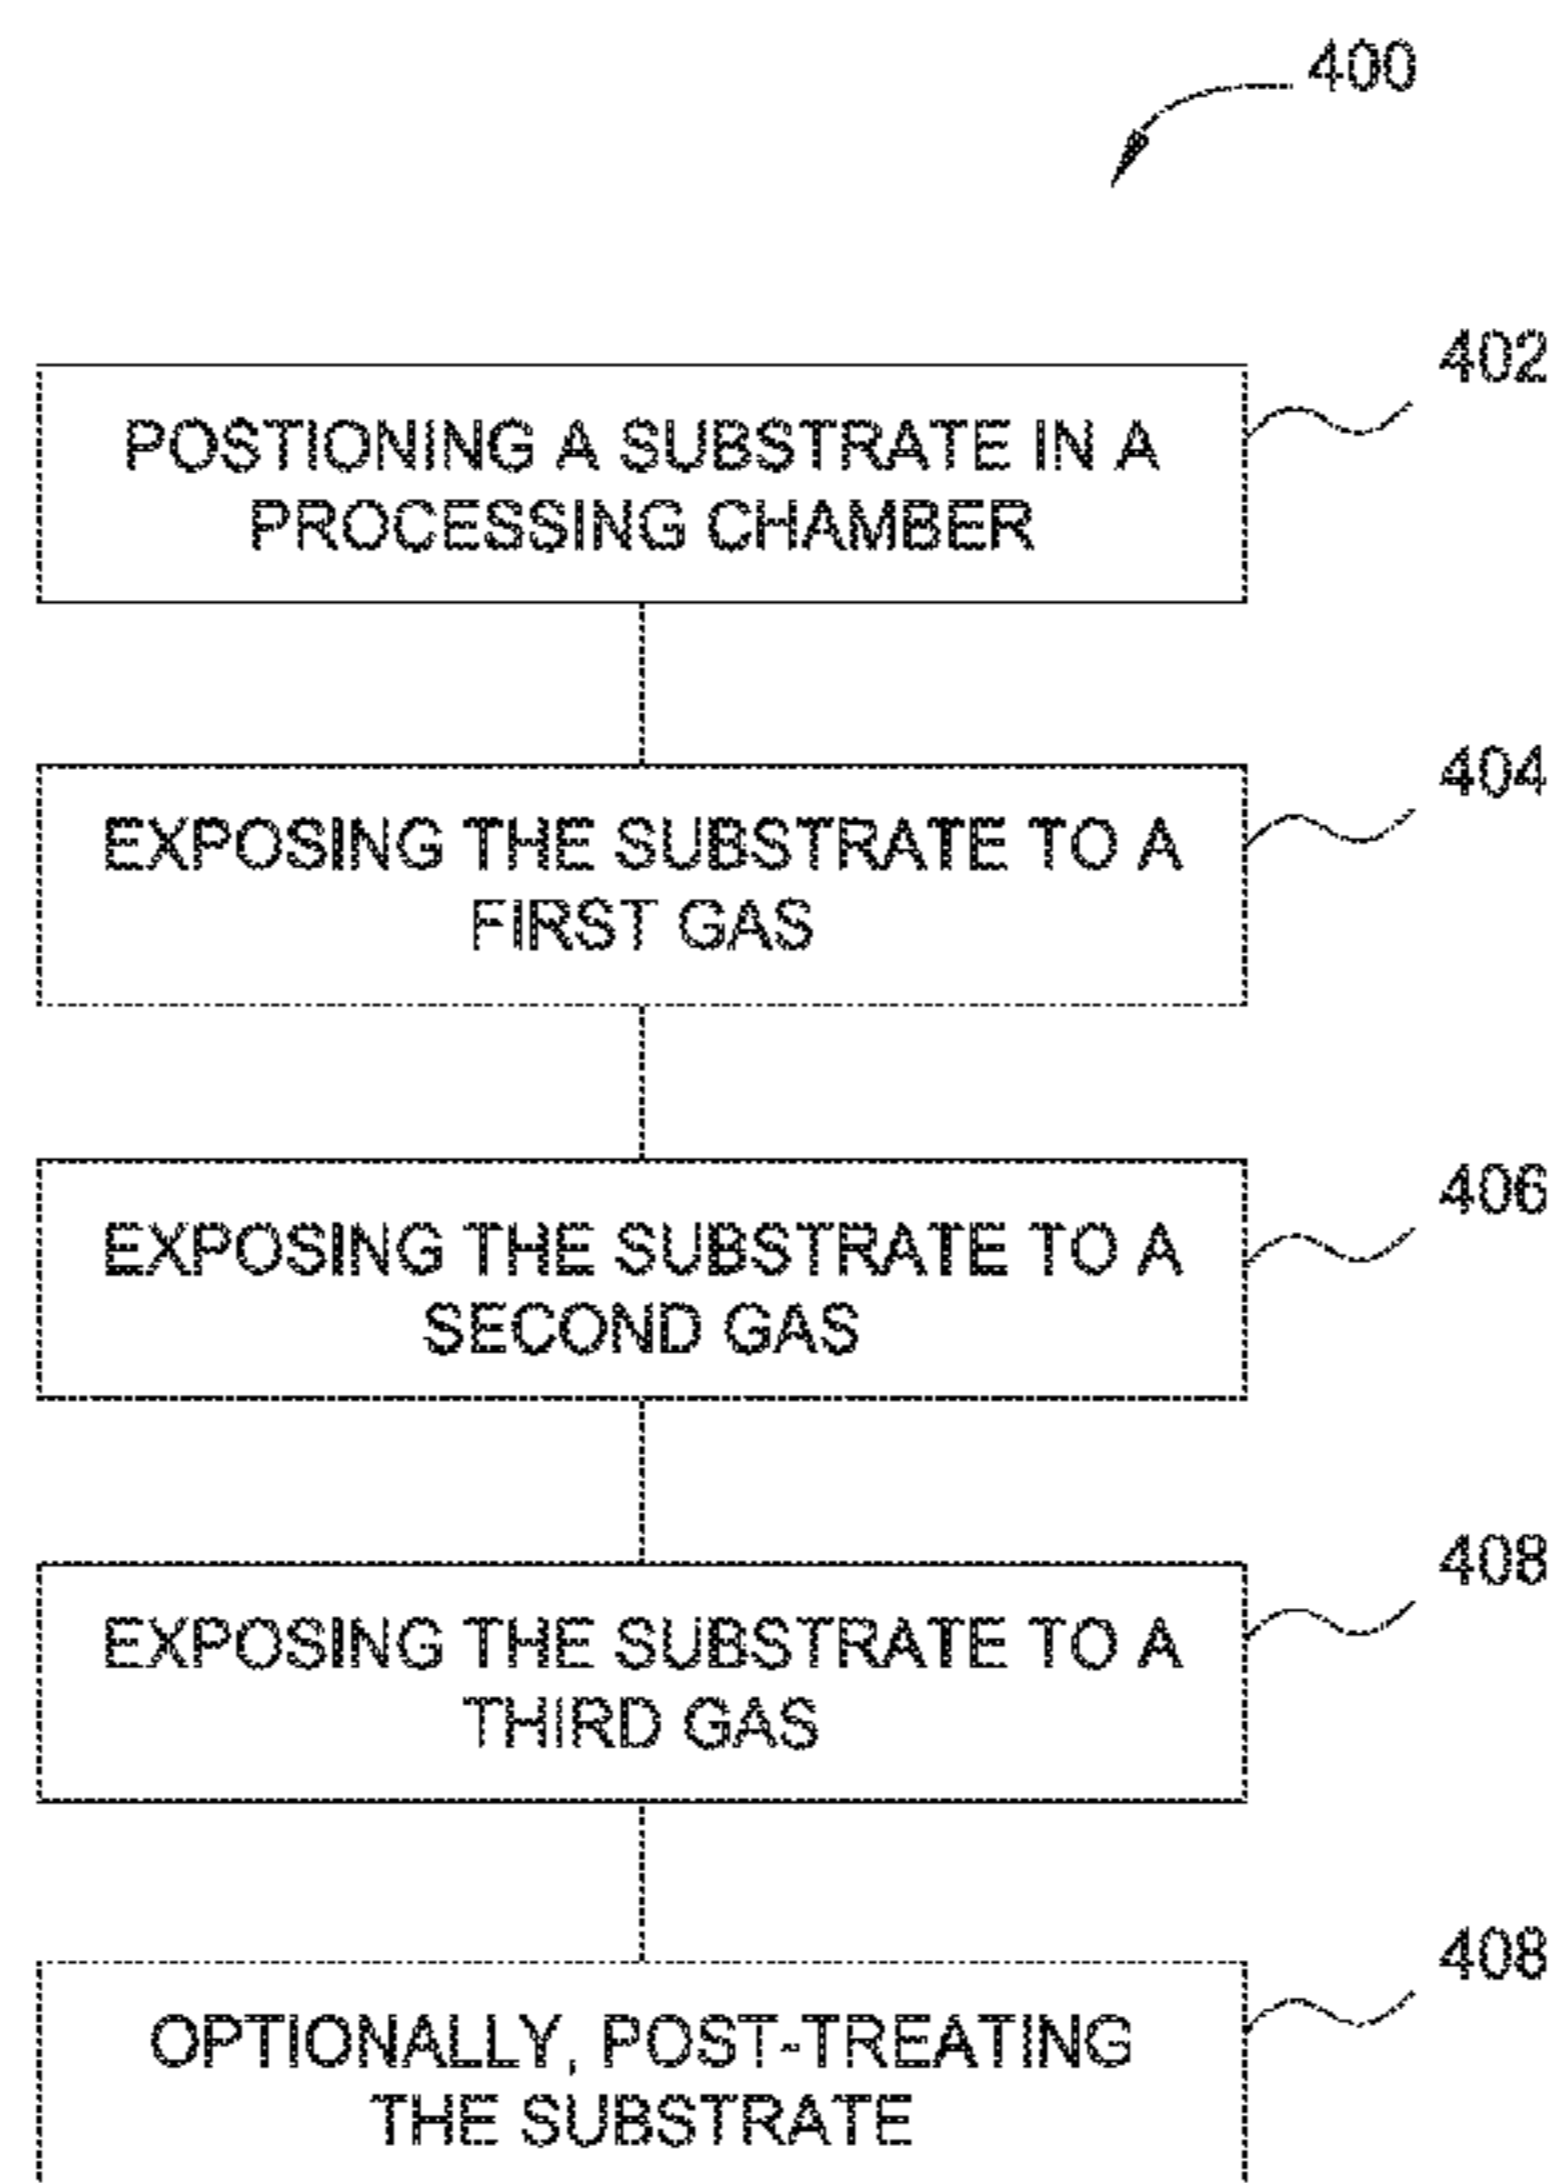 400
402
POSTIONING A SUBSTRATE IN A
PROCESSING CHAMBER
404
EXPOSING THE SUBSTRATE TO A
FIRST GAS
406
EXPOSING THE SUBSTRATE TO A
SECOND GAS
408
EXPOSING THE SUBSTRATE TO A
THIRD GAS
408
OPTIONALLY, POST-TREATING
THE SUBSTRATE